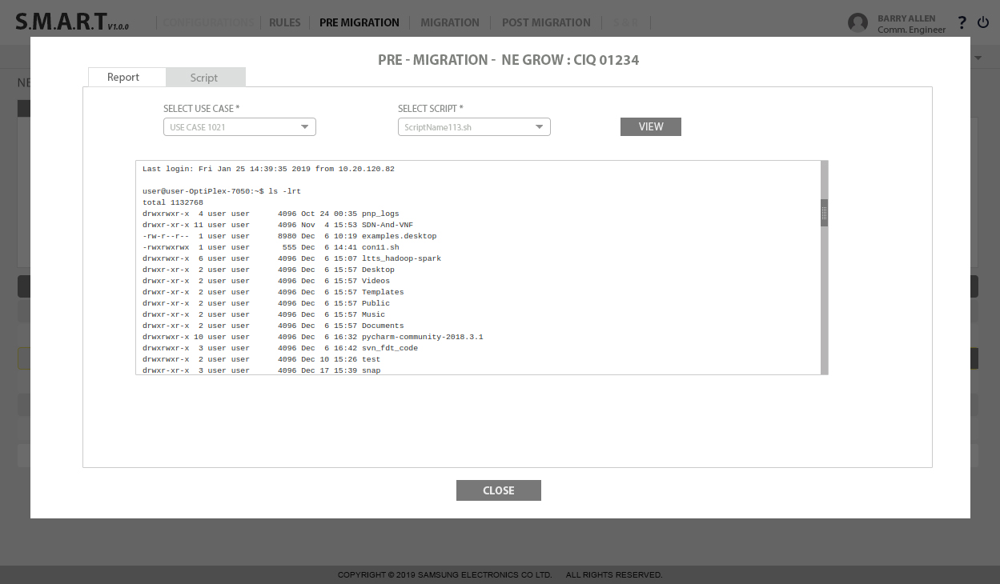 S.M.A.R.T V1.0.0
CONFIGURATIONS RULES PRE MIGRATION MIGRATION POST MIGRATION
BARRY ALLEN
Comm. Engineer
?
NE
PRE - MIGRATION - NE GROW : CIQ 01234
Report Script
SELECT USE CASE * SELECT SCRIPT *
USE CASE 1021 ScriptName113.sh VIEW
Last login: Fri Jan 25 14:39:35 2019 from 10.20.120.82
user@user-OptiPlex-7050:~$ ls -lrt
total 1132768
drwxrwxr-x  4 user user      4096 Oct 24 00:35 pnp_logs
drwxr-xr-x 11 user user      4096 Nov  4 15:53 SDN-And-VNF
-rw-r--r--  1 user user      8980 Dec  6 10:19 examples.desktop
-rwxrwxrwx  1 user user       555 Dec  6 14:41 con11.sh
drwxrwxr-x  6 user user      4096 Dec  6 15:07 ltts_hadoop-spark
drwxr-xr-x  2 user user      4096 Dec  6 15:57 Desktop
drwxr-xr-x  2 user user      4096 Dec  6 15:57 Videos
drwxr-xr-x  2 user user      4096 Dec  6 15:57 Templates
drwxr-xr-x  2 user user      4096 Dec  6 15:57 Public
drwxr-xr-x  2 user user      4096 Dec  6 15:57 Music
drwxr-xr-x  2 user user      4096 Dec  6 15:57 Documents
drwxrwxr-x 10 user user      4096 Dec  6 16:32 pycharm-community-2018.3.1
drwxrwxr-x  3 user user      4096 Dec  6 16:42 svn_fdt_code
drwxrwxr-x  2 user user      4096 Dec 10 15:26 test
drwxr-xr-x  3 user user      4096 Dec 17 15:39 snap
CLOSE
COPYRIGHT © 2019 SAMSUNG ELECTRONICS CO LTD. ALL RIGHTS RESERVED.